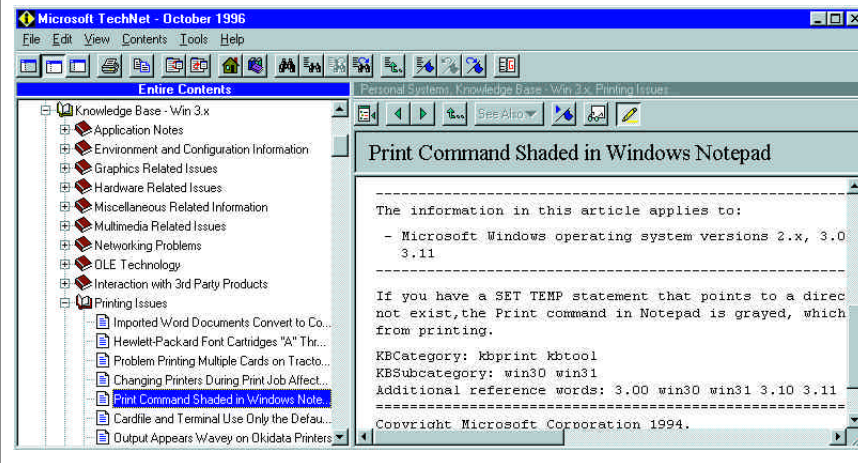 Microsoft TechNet - October 1996
File Edit View Contents Tools Help
Entire Contents
Personal Systems, Knowledge Base - Win 3.x, Printing Issues...
Knowledge Base - Win 3.x
Application Notes
Environment and Configuration Information
Graphics Related Issues
Hardware Related Issues
Miscellaneous Related Information
Multimedia Related Issues
Networking Problems
OLE Technology
Interaction with 3rd Party Products
Printing Issues
Imported Word Documents Convert to Co...
Hewlett-Packard Font Cartridges "A" Thr...
Problem Printing Multiple Cards on Tracto...
Changing Printers During Print Job Affect...
Print Command Shaded in Windows Note...
Cardfile and Terminal Use Only the Defau...
Output Appears Wavey on Okidata Printers
See Also
Print Command Shaded in Windows Notepad
----------------------------------------------------
The information in this article applies to:
- Microsoft Windows operating system versions 2.x, 3.0
3.11
----------------------------------------------------
If you have a SET TEMP statement that points to a direc
not exist,the Print command in Notepad is grayed, which
from printing.
KBCategory: kbprint kbtool
KBSubcategory: win30 win31
Additional reference words: 3.00 win30 win31 3.10 3.11
====================================================
Copyright Microsoft Corporation 1994.